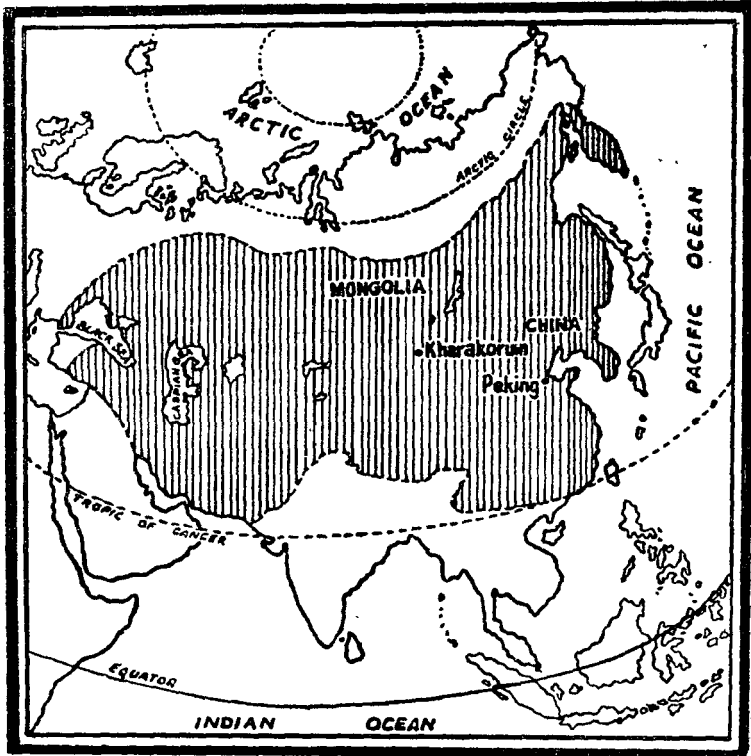 ARCTIC OCEAN
ARCTIC CIRCLE
PACIFIC OCEAN
MONGOLIA
BLACK SEA
CHINA
Kharakorum
CASPIAN S.
Peking
TROPIC OF CANCER
EQUATOR
INDIAN OCEAN